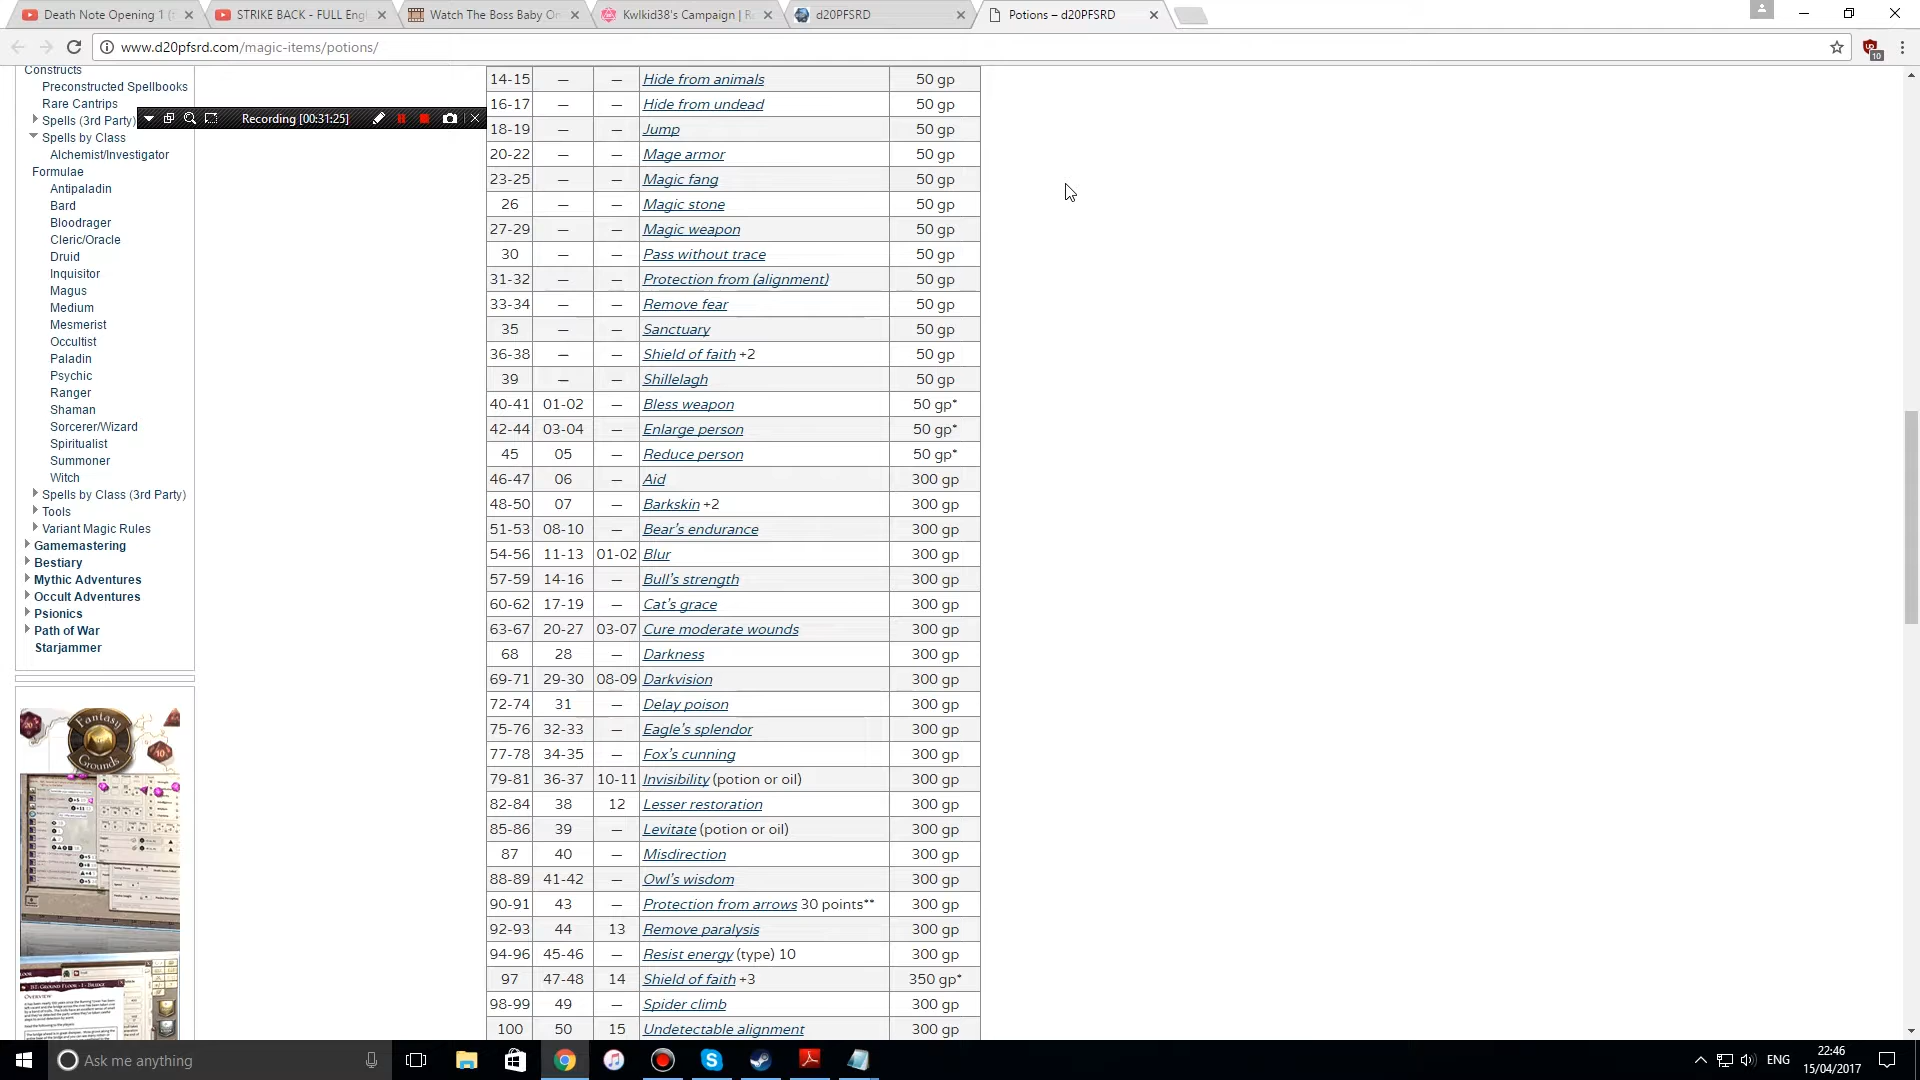 Death Note Opening 1 (
STRIKE BACK - FULL Eng
Watch The Boss Baby On
Kwlkid38's Campaign | R
d20PFSRD
Potions – d20PFSRD
www.d20pfsrd.com/magic-items/potions/
10
Constructs
Preconstructed Spellbooks
Rare Cantrips
Spells (3rd Party)
Spells by Class
Alchemist/Investigator
Formulae
Antipaladin
Bard
Bloodrager
Cleric/Oracle
Druid
Inquisitor
Magus
Medium
Mesmerist
Occultist
Paladin
Psychic
Ranger
Shaman
Sorcerer/Wizard
Spiritualist
Summoner
Witch
Spells by Class (3rd Party)
Tools
Variant Magic Rules
Gamemastering
Bestiary
Mythic Adventures
Occult Adventures
Psionics
Path of War
Starjammer
Fantasy
Grounds
Recording [00:31:25]
14-15 — — Hide from animals 50 gp
16-17 — — Hide from undead 50 gp
18-19 — — Jump 50 gp
20-22 — — Mage armor 50 gp
23-25 — — Magic fang 50 gp
26 — — Magic stone 50 gp
27-29 — — Magic weapon 50 gp
30 — — Pass without trace 50 gp
31-32 — — Protection from (alignment) 50 gp
33-34 — — Remove fear 50 gp
35 — — Sanctuary 50 gp
36-38 — — Shield of faith +2 50 gp
39 — — Shillelagh 50 gp
40-41 01-02 — Bless weapon 50 gp*
42-44 03-04 — Enlarge person 50 gp*
45 05 — Reduce person 50 gp*
46-47 06 — Aid 300 gp
48-50 07 — Barkskin +2 300 gp
51-53 08-10 — Bear's endurance 300 gp
54-56 11-13 01-02 Blur 300 gp
57-59 14-16 — Bull's strength 300 gp
60-62 17-19 — Cat's grace 300 gp
63-67 20-27 03-07 Cure moderate wounds 300 gp
68 28 — Darkness 300 gp
69-71 29-30 08-09 Darkvision 300 gp
72-74 31 — Delay poison 300 gp
75-76 32-33 — Eagle's splendor 300 gp
77-78 34-35 — Fox's cunning 300 gp
79-81 36-37 10-11 Invisibility (potion or oil) 300 gp
82-84 38 12 Lesser restoration 300 gp
85-86 39 — Levitate (potion or oil) 300 gp
87 40 — Misdirection 300 gp
88-89 41-42 — Owl's wisdom 300 gp
90-91 43 — Protection from arrows 30 points** 300 gp
92-93 44 13 Remove paralysis 300 gp
94-96 45-46 — Resist energy (type) 10 300 gp
97 47-48 14 Shield of faith +3 350 gp*
98-99 49 — Spider climb 300 gp
100 50 15 Undetectable alignment 300 gp
Ask me anything
ENG
22:46
15/04/2017